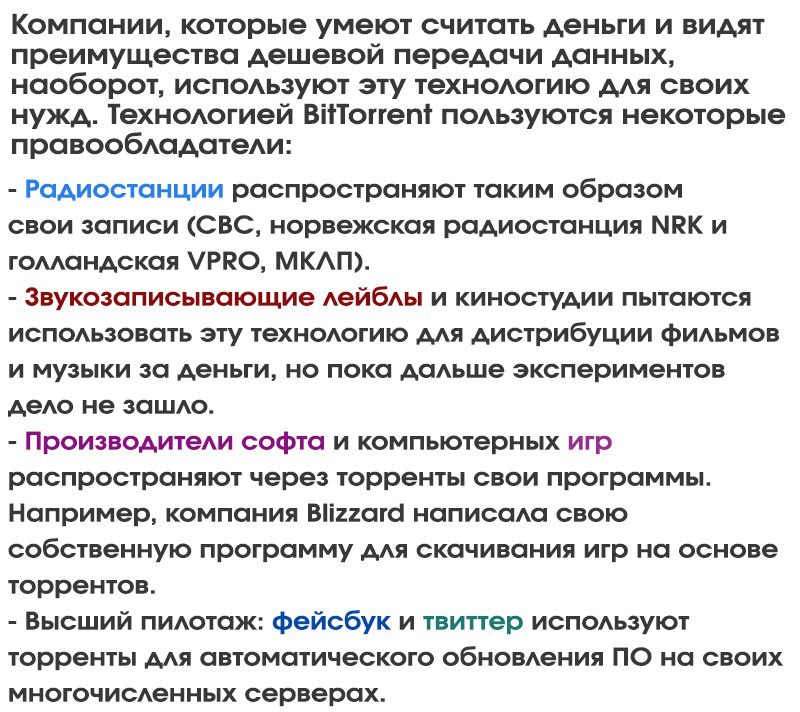 Компании, которые умеют считать деньги и видят
преимущества дешевой передачи данных,
наоборот, используют эту технологию для своих
нужд. Технологией BitTorrent пользуются некоторые
правообладатели:
- Радиостанции распространяют таким образом
свои записи (CBC, норвежская радиостанция NRK и
голландская VPRO, МКЛП).
- Звукозаписывающие лейблы и киностудии пытаются
использовать эту технологию для дистрибуции фильмов
и музыки за деньги, но пока дальше экспериментов
дело не зашло.
- Производители софта и компьютерных игр
распространяют через торренты свои программы.
Например, компания Blizzard написала свою
собственную программу для скачивания игр на основе
торрентов.
- Высший пилотаж: фейсбук и твиттер используют
торренты для автоматического обновления ПО на своих
многочисленных серверах.